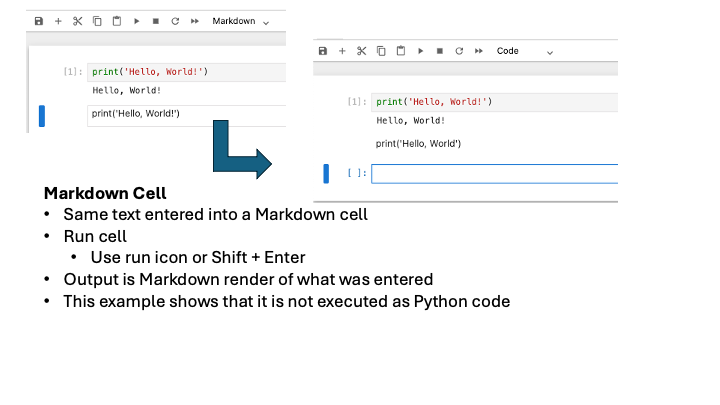 Markdown
[1]: print('Hello, World!')
Hello, World!
print('Hello, World!')
Code
[1]: print('Hello, World!')
Hello, World!
print('Hello, World')
[ ]:
Markdown Cell
• Same text entered into a Markdown cell
• Run cell
• Use run icon or Shift + Enter
• Output is Markdown render of what was entered
• This example shows that it is not executed as Python code